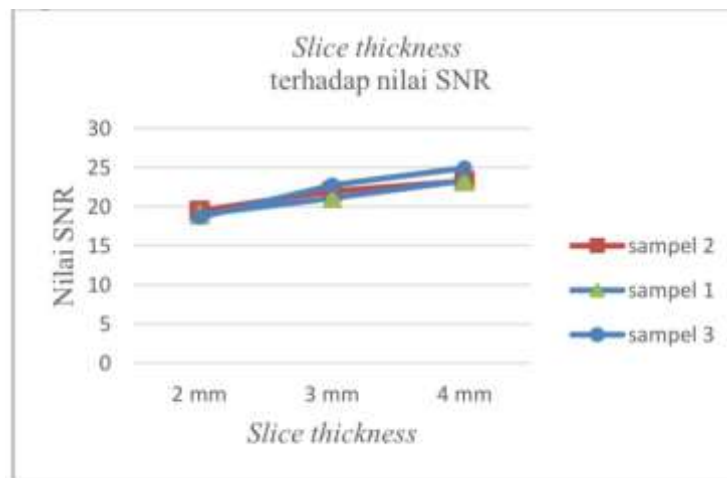 Slice thickness
terhadap nilai SNR
30
25
20
15
10
5
0
Nilai SNR
2 mm 3 mm 4 mm
Slice thickness
sampel 2
sampel 1
sampel 3